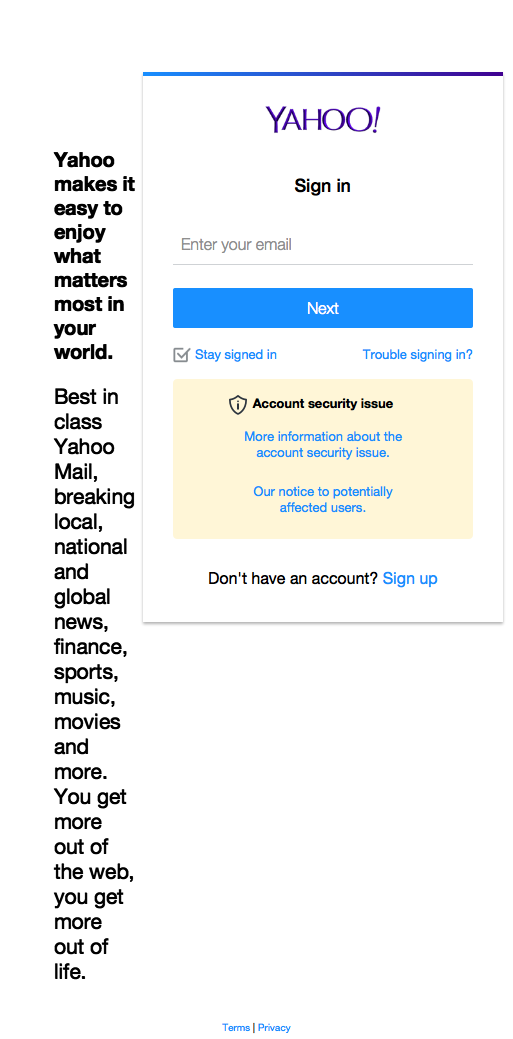 Yahoo
makes it
easy to
enjoy
what
matters
most in
your
world.
Best in
class
Yahoo
Mail,
breaking
local,
national
and
global
news,
finance,
sports,
music,
movies
and
more.
You get
more
out of
the web,
you get
more
out of
life.
YAHOO!
Sign in
Enter your email
Next
Stay signed in Trouble signing in?
Account security issue
More information about the
account security issue.
Our notice to potentially
affected users.
Don't have an account? Sign up
Terms | Privacy